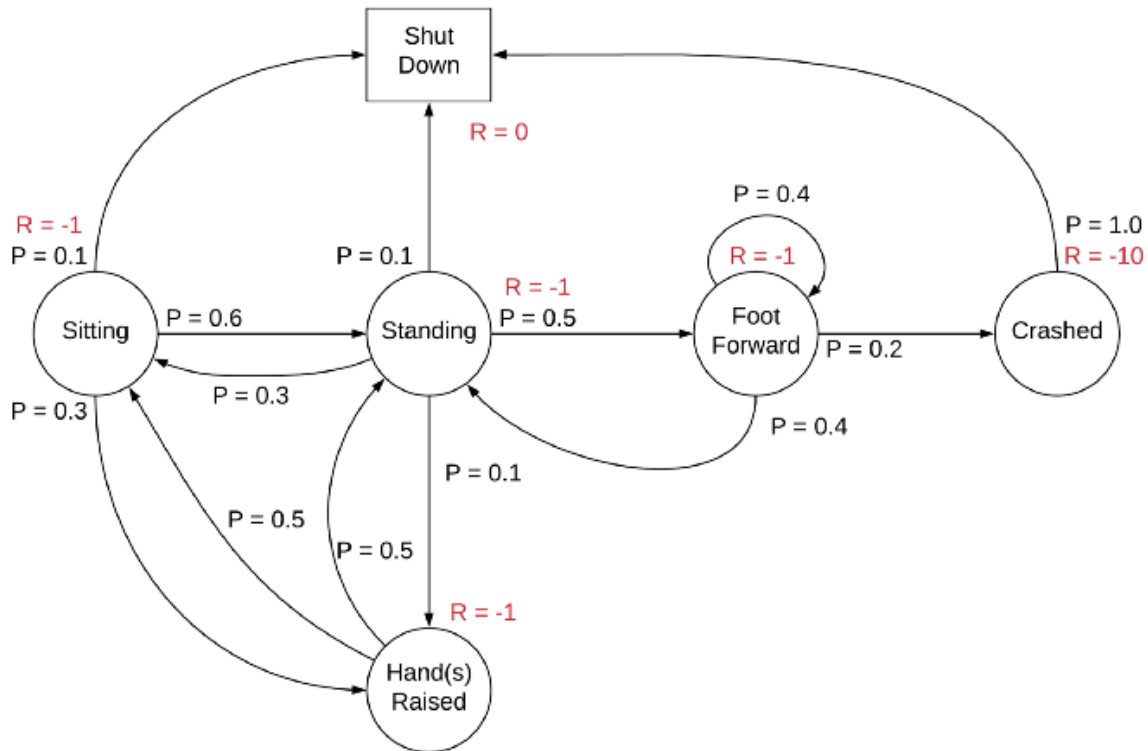 Shut
Down
R = 0
P = 0.4
R = -1
P = 0.1
P = 0.1
R = -1
R = -1
P = 1.0
R = -10
Sitting
P = 0.6
Standing
P = 0.5
Foot
Forward
P = 0.2
Crashed
P = 0.3
P = 0.3
P = 0.4
P = 0.1
P = 0.5
P = 0.5
R = -1
Hand(s)
Raised